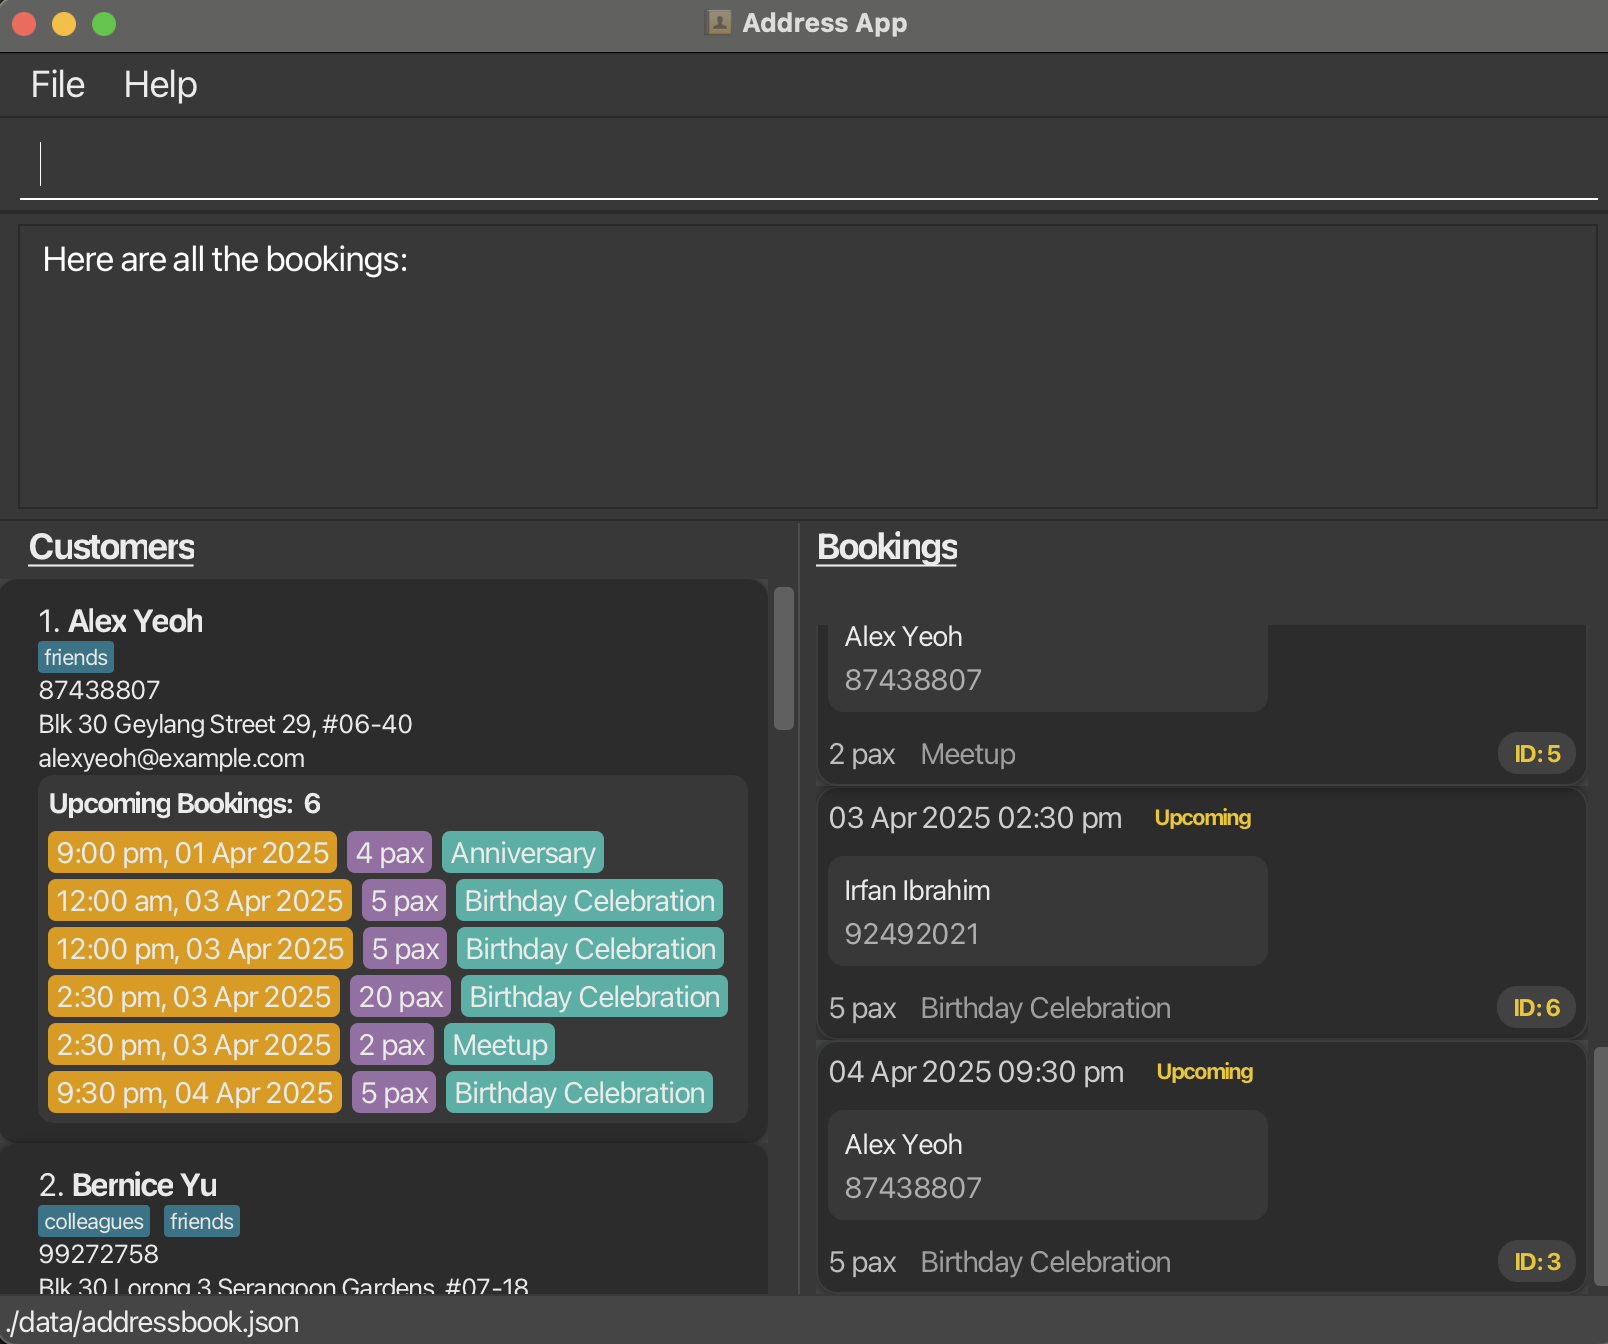 Address App
File Help
Here are all the bookings:
Customers
1. Alex Yeoh
friends
87438807
Blk 30 Geylang Street 29, #06-40
alexyeoh@example.com
Upcoming Bookings: 6
9:00 pm, 01 Apr 2025 4 pax Anniversary
12:00 am, 03 Apr 2025 5 pax Birthday Celebration
12:00 pm, 03 Apr 2025 5 pax Birthday Celebration
2:30 pm, 03 Apr 2025 20 pax Birthday Celebration
2:30 pm, 03 Apr 2025 2 pax Meetup
9:30 pm, 04 Apr 2025 5 pax Birthday Celebration
2. Bernice Yu
colleagues friends
99272758
Blk 30 Lorong 3 Serangoon Gardens, #07-18
Bookings
Alex Yeoh
87438807
2 pax Meetup ID: 5
03 Apr 2025 02:30 pm Upcoming
Irfan Ibrahim
92492021
5 pax Birthday Celebration ID: 6
04 Apr 2025 09:30 pm Upcoming
Alex Yeoh
87438807
5 pax Birthday Celebration ID: 3
./data/addressbook.json